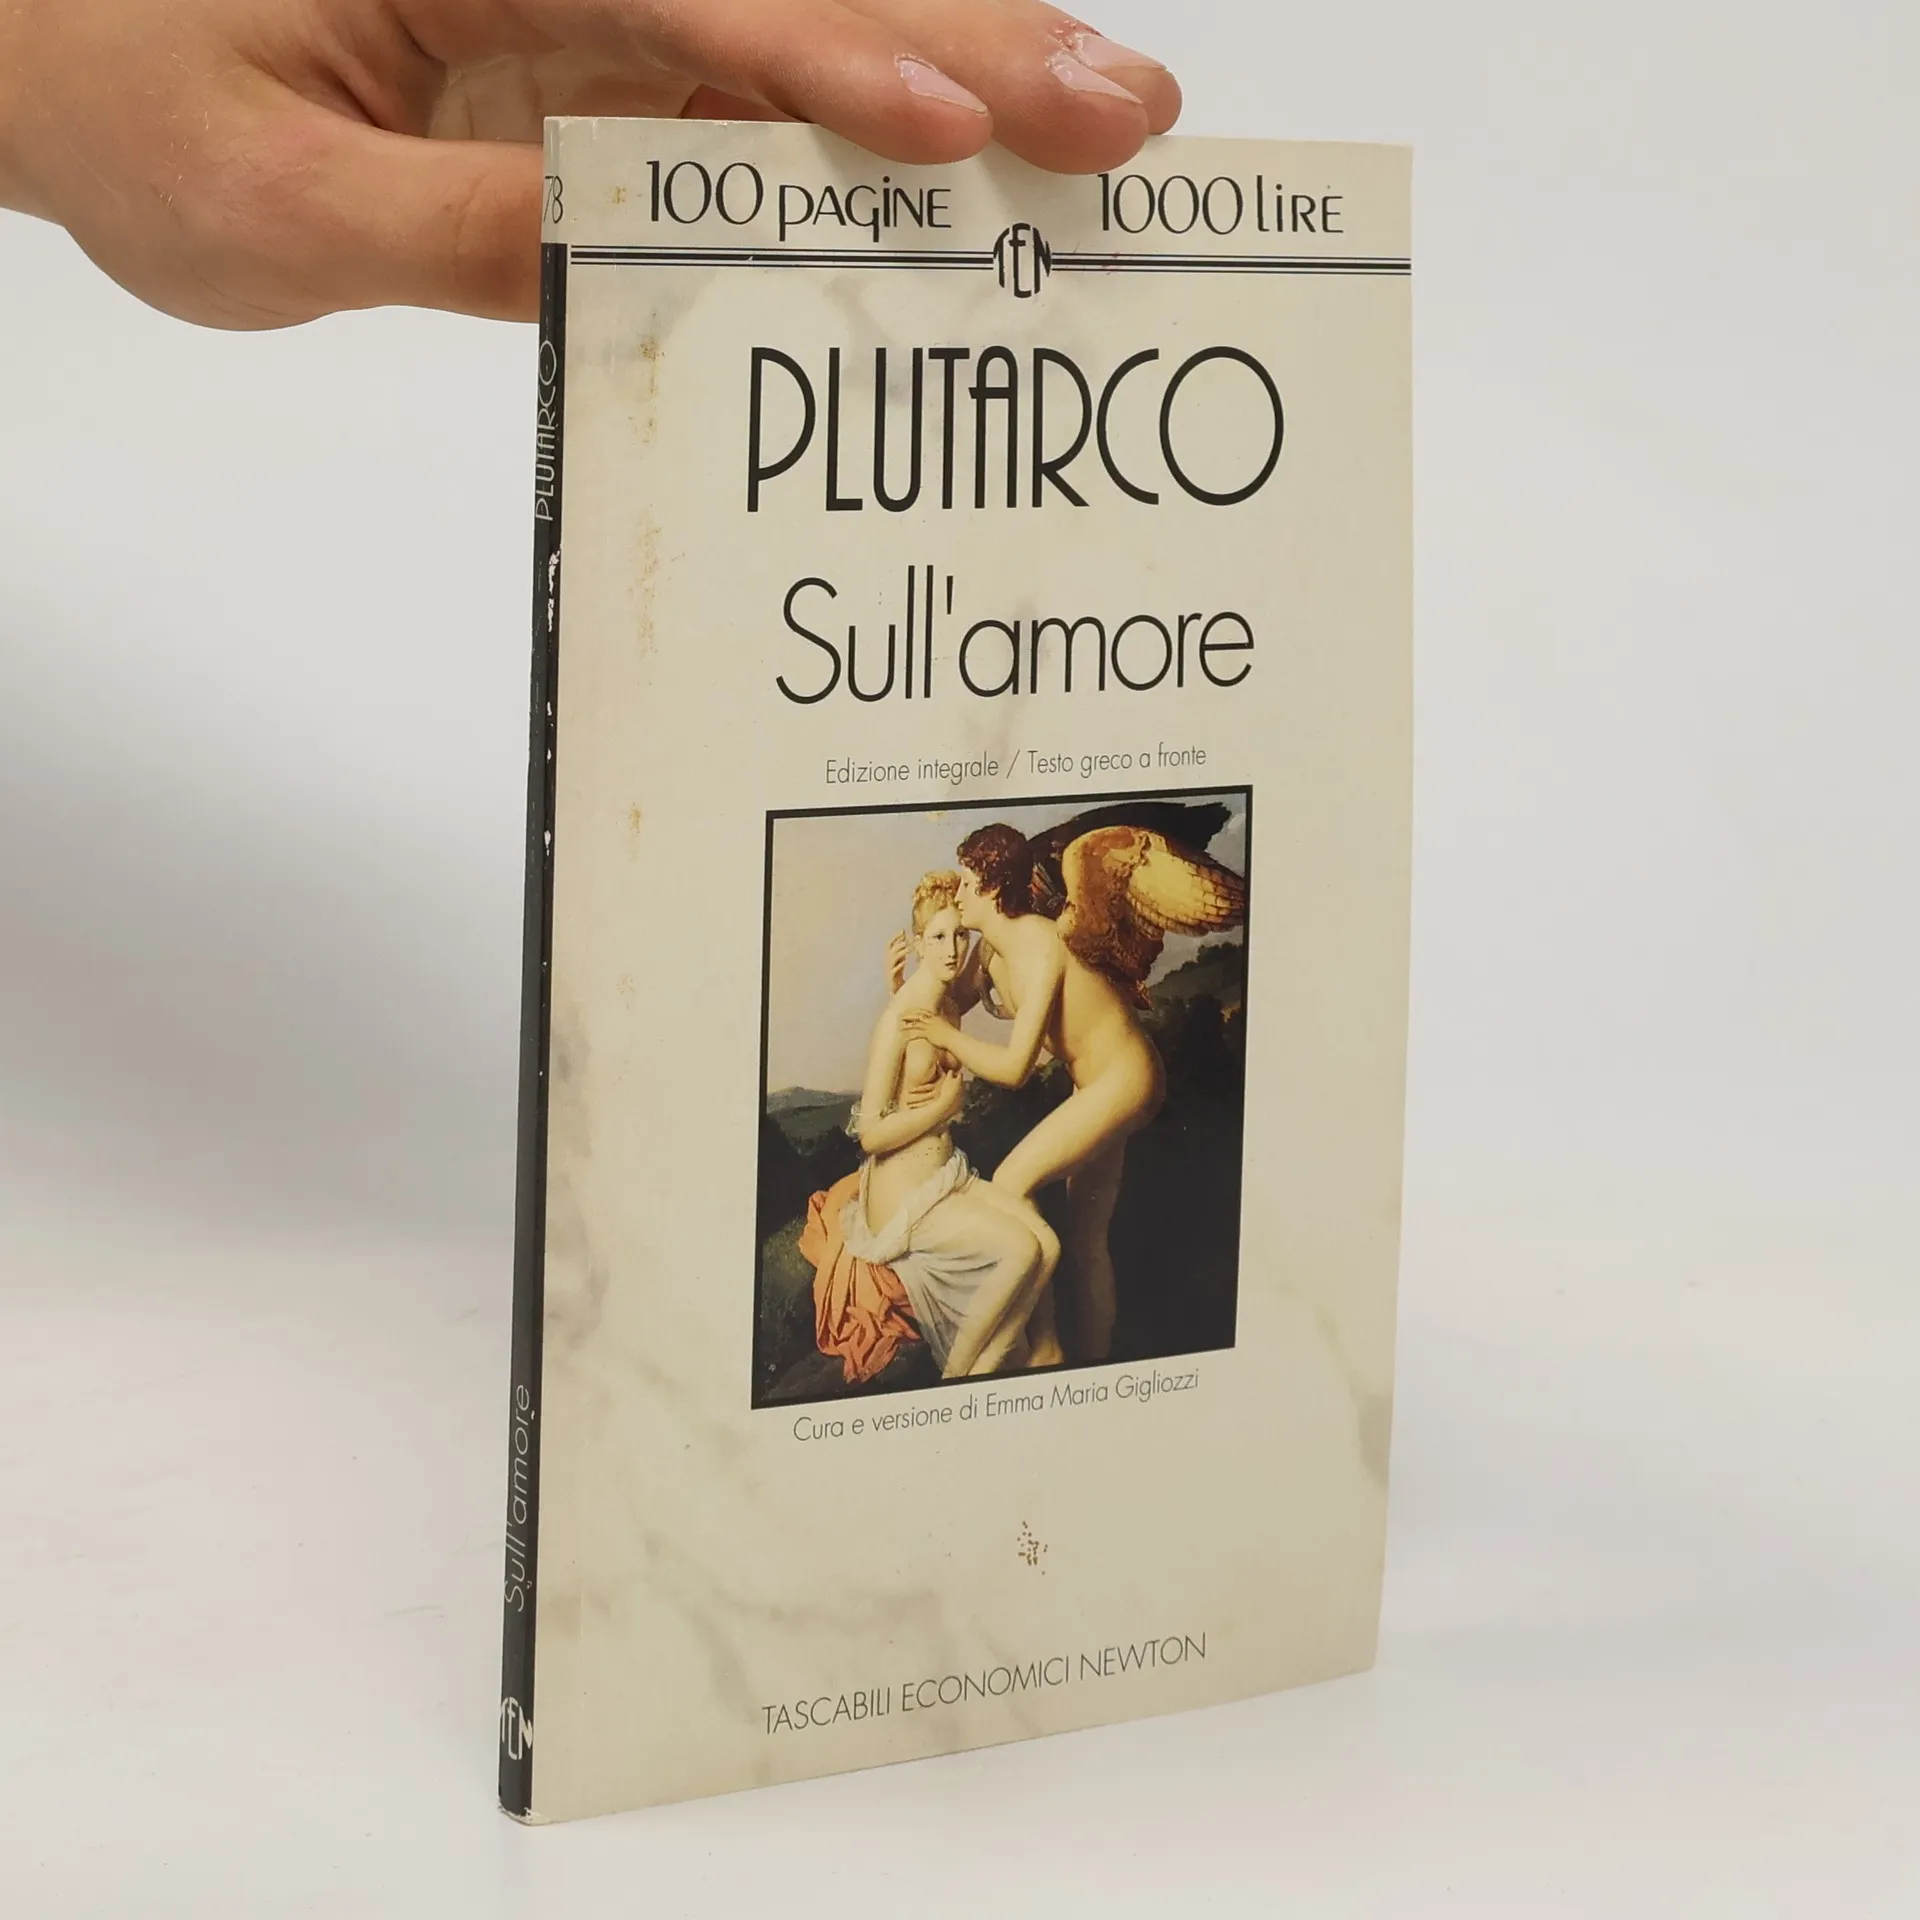 100 pagine 1000 lire
TEN
PLUTARCO
Sull'amore
Edizione integrale / Testo greco a fronte
Cura e versione di Emma Maria Gigliozzi
TASCABILI ECONOMICI NEWTON
78
PLUTARCO
Sull'amore
TEN